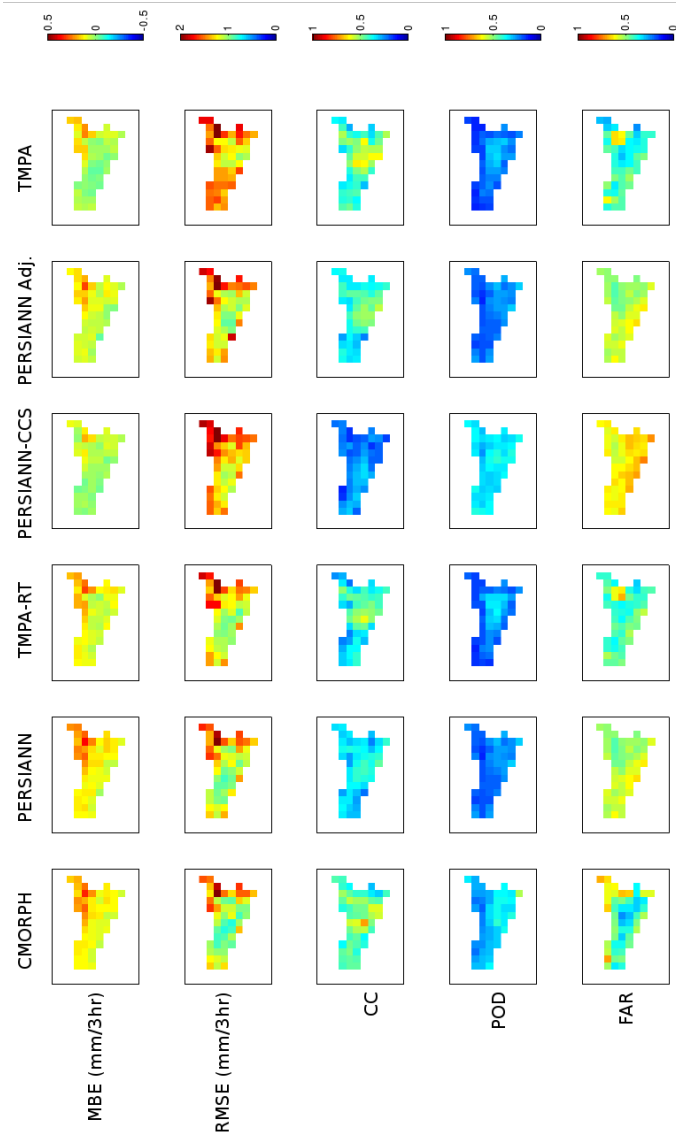 CMORPH PERSIANN TMPA-RT PERSIANN-CCS PERSIANN Adj. TMPA
MBE (mm/3hr)
0.5
0
-0.5
RMSE (mm/3hr)
2
1
0
CC
1
0.5
0
POD
1
0.5
0
FAR
1
0.5
0